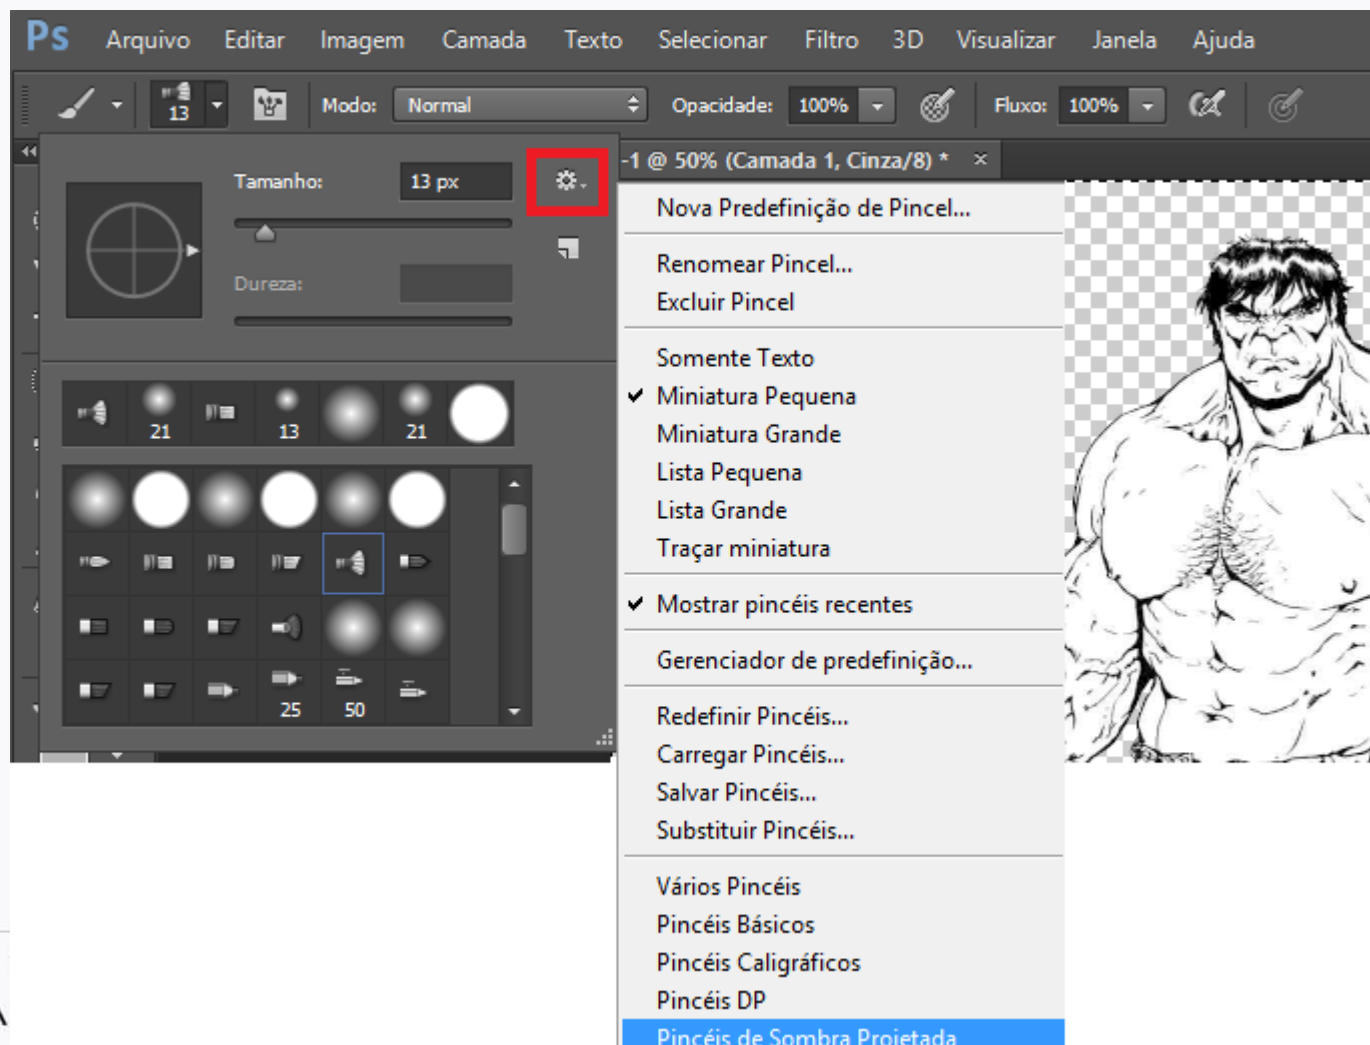 Ps Arquivo Editar Imagem Camada Texto Selecionar Filtro 3D Visualizar Janela Ajuda
13 Modo: Normal Opacidade: 100% Fluxo: 100%
-1 @ 50% (Camada 1, Cinza/8) * ×
Tamanho: 13 px
Dureza:
21 13 21
25 50
Nova Predefinição de Pincel...
Renomear Pincel...
Excluir Pincel
Somente Texto
Miniatura Pequena
Miniatura Grande
Lista Pequena
Lista Grande
Traçar miniatura
Mostrar pincéis recentes
Gerenciador de predefinição...
Redefinir Pincéis...
Carregar Pincéis...
Salvar Pincéis...
Substituir Pincéis...
Vários Pincéis
Pincéis Básicos
Pincéis Caligráficos
Pincéis DP
Pincéis de Sombra Projetada